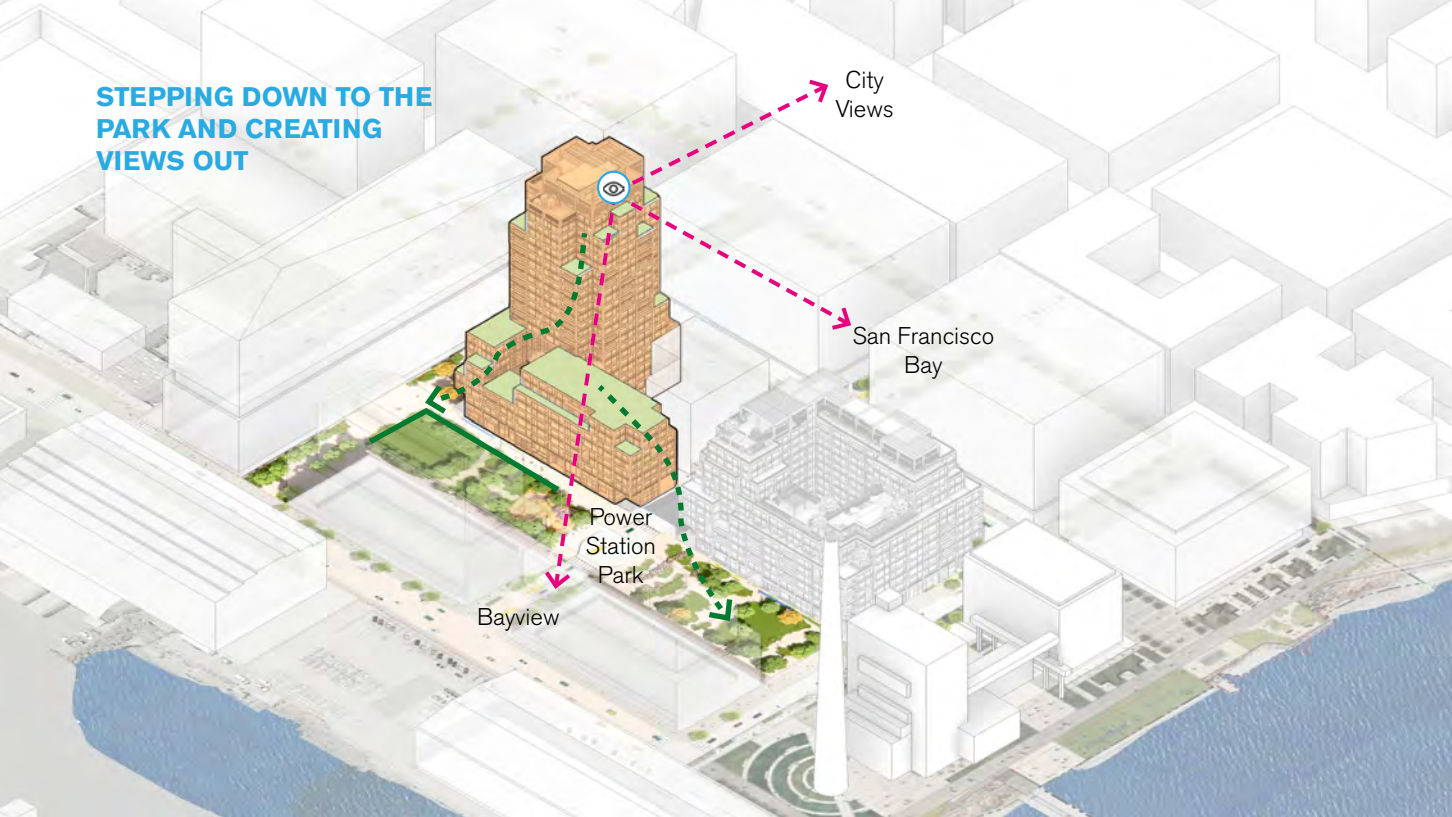 STEPPING DOWN TO THE
PARK AND CREATING
VIEWS OUT
City
Views
San Francisco
Bay
Power
Station
Park
Bayview